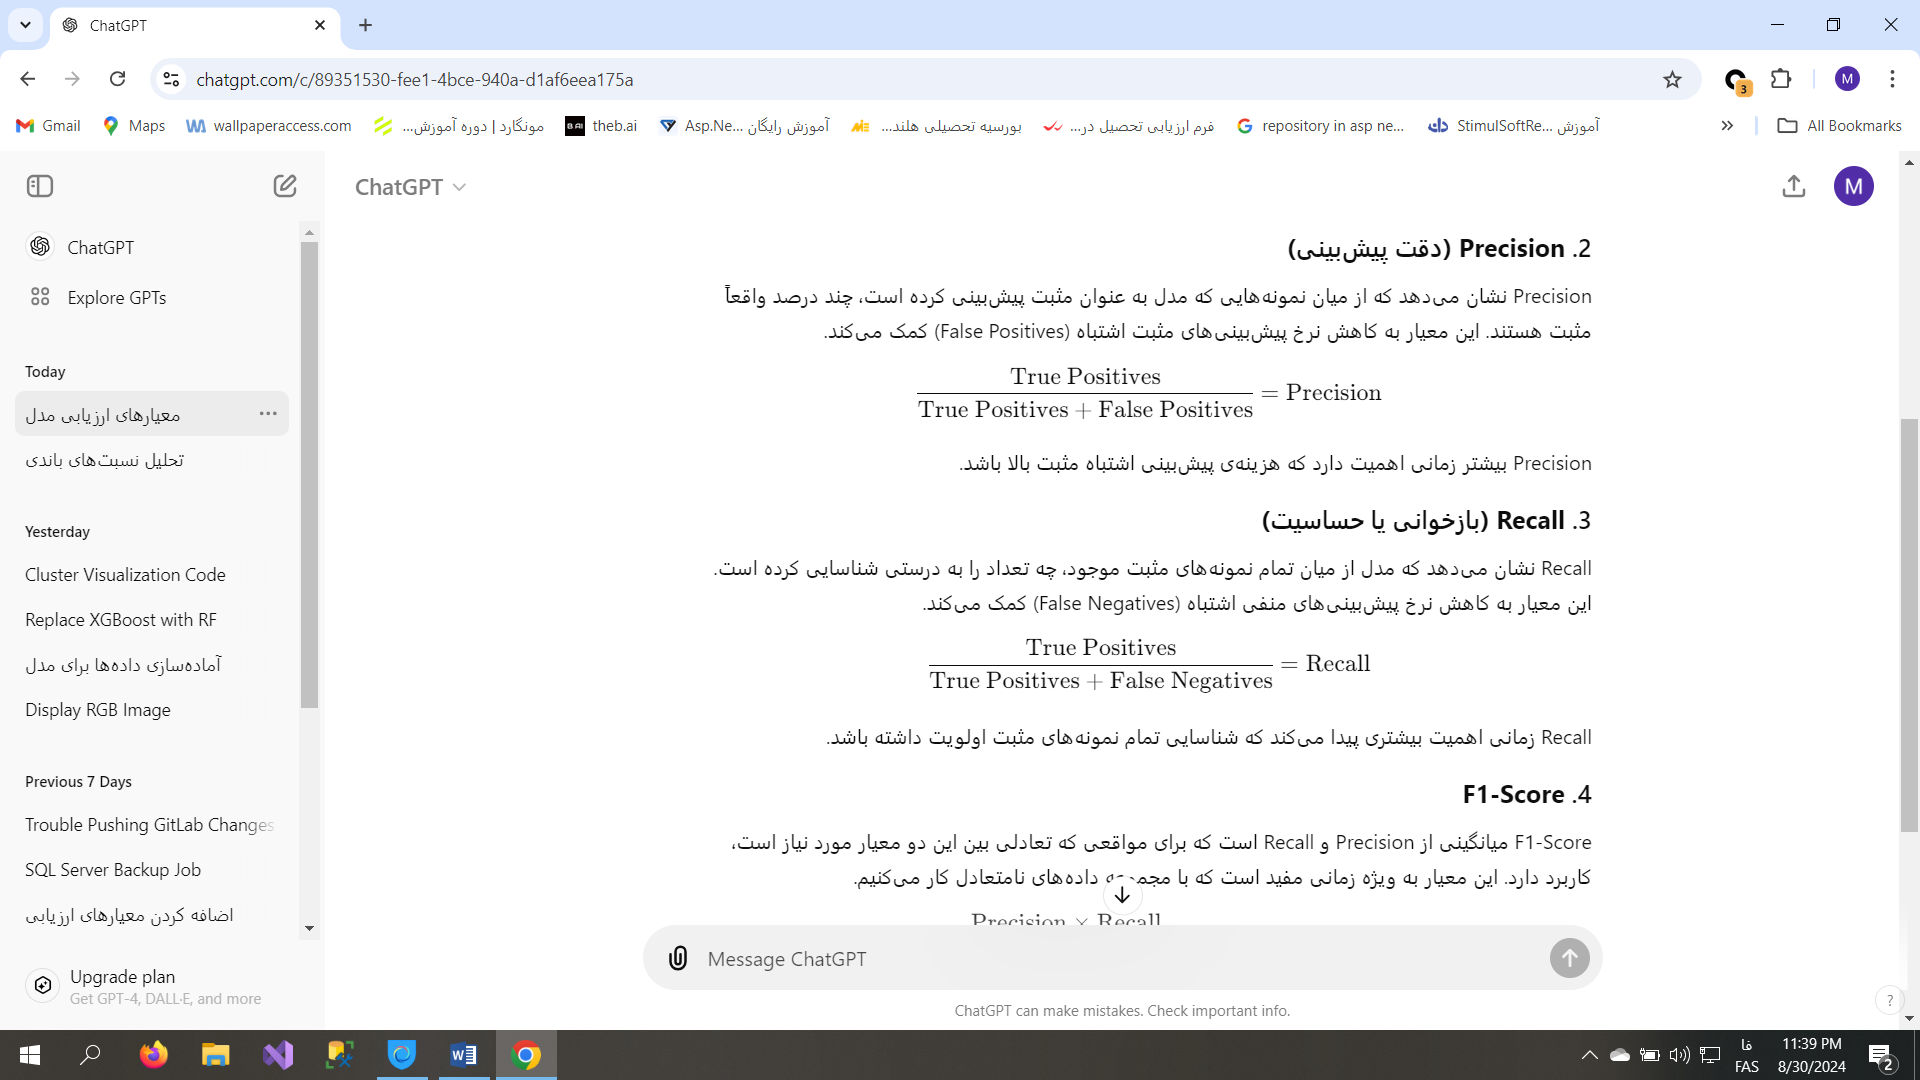 ChatGPT
chatgpt.com/c/89351530-fee1-4bce-940a-d1af6eea175a
M
3
Gmail
Maps
wallpaperaccess.com
مونگارد | دوره آموزش...
theb.ai
آموزش رایگان Asp.Ne...
بورسیه تحصیلی هلند...
فرم ارزیابی تحصیل در...
repository in asp ne...
آموزش StimulSoftRe...
All Bookmarks
ChatGPT
Explore GPTs
Today
معیارهای ارزیابی مدل
تحلیل نسبت‌های باندی
Yesterday
Cluster Visualization Code
Replace XGBoost with RF
آماده‌سازی داده‌ها برای مدل
Display RGB Image
Previous 7 Days
Trouble Pushing GitLab Changes
SQL Server Backup Job
اضافه کردن معیارهای ارزیابی
Upgrade plan
Get GPT-4, DALL·E, and more
ChatGPT
M
2. Precision (دقت پیش‌بینی)
Precision نشان می‌دهد که از میان نمونه‌هایی که مدل به عنوان مثبت پیش‌بینی کرده است، چند درصد واقعاً
مثبت هستند. این معیار به کاهش نرخ پیش‌بینی‌های مثبت اشتباه (False Positives) کمک می‌کند.
True Positives
True Positives + False Positives = Precision
Precision بیشتر زمانی اهمیت دارد که هزینه‌ی پیش‌بینی اشتباه مثبت بالا باشد.
3. Recall (بازخوانی یا حساسیت)
Recall نشان می‌دهد که مدل از میان تمام نمونه‌های مثبت موجود، چه تعداد را به درستی شناسایی کرده است.
این معیار به کاهش نرخ پیش‌بینی‌های منفی اشتباه (False Negatives) کمک می‌کند.
True Positives
True Positives + False Negatives = Recall
Recall زمانی اهمیت بیشتری پیدا می‌کند که شناسایی تمام نمونه‌های مثبت اولویت داشته باشد.
4. F1-Score
F1-Score میانگینی از Precision و Recall است که برای مواقعی که تعادلی بین این دو معیار مورد نیاز است،
کاربرد دارد. این معیار به ویژه زمانی مفید است که با مجموعه داده‌های نامتعادل کار می‌کنیم.
Precision × Recall
Message ChatGPT
ChatGPT can make mistakes. Check important info.
?
فا
FAS
11:39 PM
8/30/2024
2